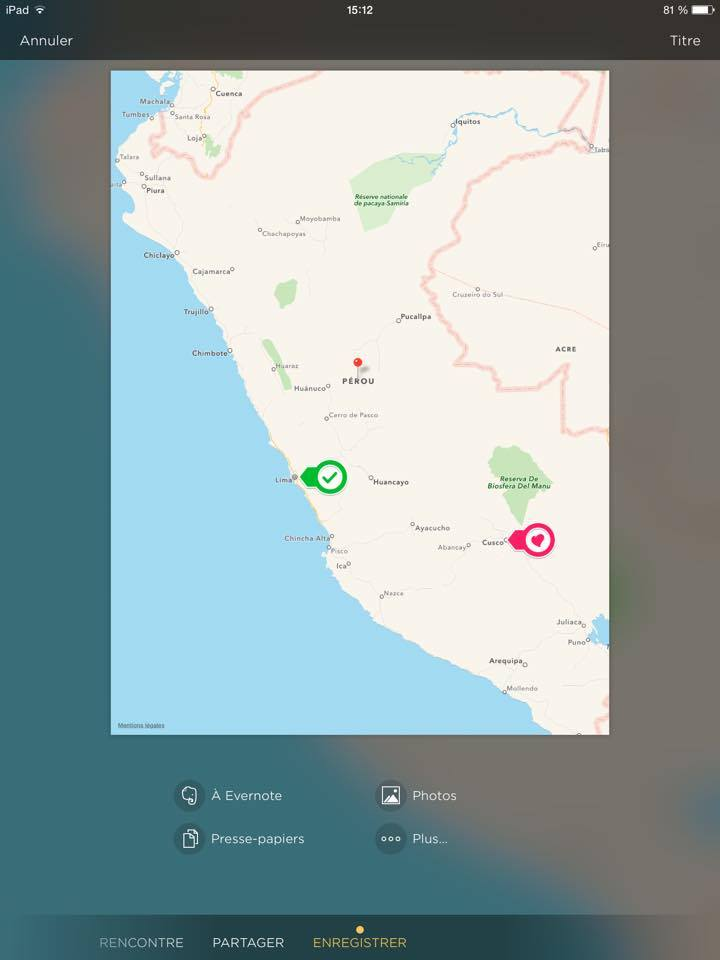 iPad
15:12
81 %
Annuler
Titre
Cuenca
Machala
Tumbes
Santa Rosa
Loja
Iquitos
Talara
Sullana
Piura
Réserve nationale
de pacaya Samiria
Moyobamba
Chachapoyas
Chiclayo
Cajamarca
Cruzeiro do Sul
Trujillo
Pucallpa
ACRE
Chimbote
Huaraz
PÉROU
Huánuco
Cerro de Pasco
Lima
Huancayo
Reserva De
Biosfera Del Manu
Ayacucho
Chincha Alta
Cusco
Abancay
Pisco
Ica
Nazca
Juliaca
Puno
Arequipa
Mollendo
Mentions légales
À Evernote
Photos
Presse-papiers
Plus...
RENCONTRE
PARTAGER
ENREGISTRER